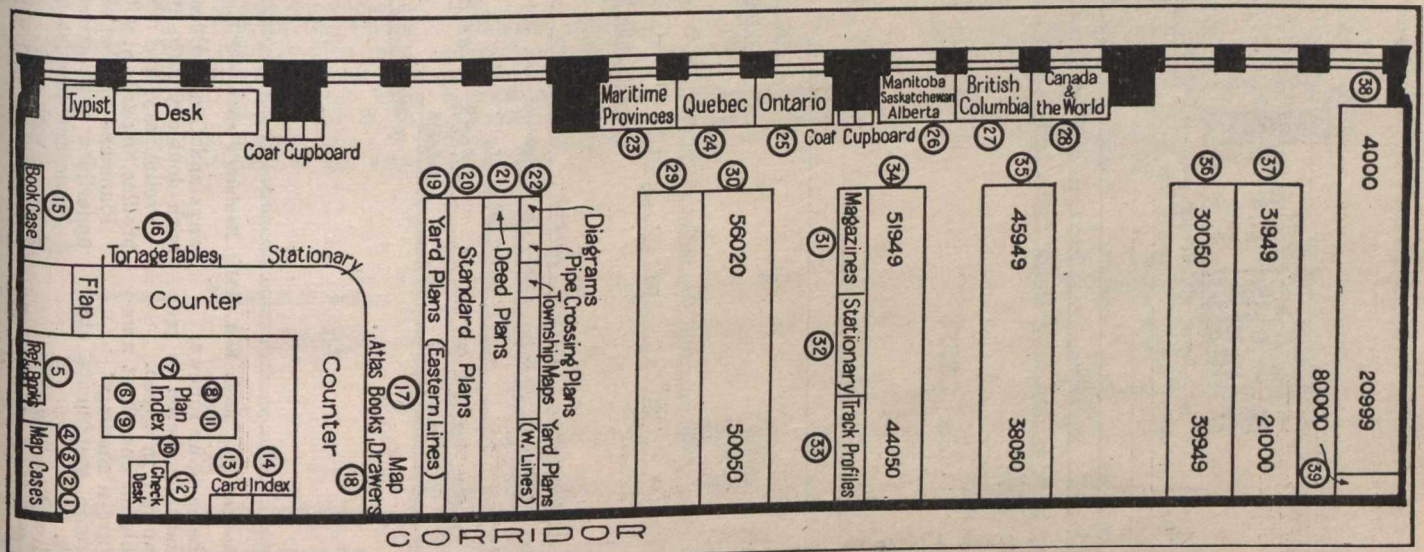 Typist
Desk
Coat Cupboard
Maritime
Provinces
Quebec
Ontario
Coat Cupboard
Manitoba
Saskatchewan
Alberta
British
Columbia
Canada
&
the World
23
24
25
26
27
28
38
Book Case
15
16
Tonage Tables
Stationary
Flap
Counter
Counter
Ref. Books
5
Map Cases
4 3 2 1
7
8
6
Plan
Index
11
9
10
Check
Desk
12
13
14
Card Index
18
17
Atlas Books, Drawers
Map
19
Yard Plans (Eastern Lines)
20
Standard Plans
21
Deed Plans
22
Diagrams
Pipe Crossing Plans
Township Maps
Yard Plans
(W. Lines)
29
30
56020
50050
31
Magazines
32
Stationary
33
Track Profiles
34
51949
44050
35
45949
38050
36
30050
39949
37
31949
21000
4000
20999
80000
39
CORRIDOR